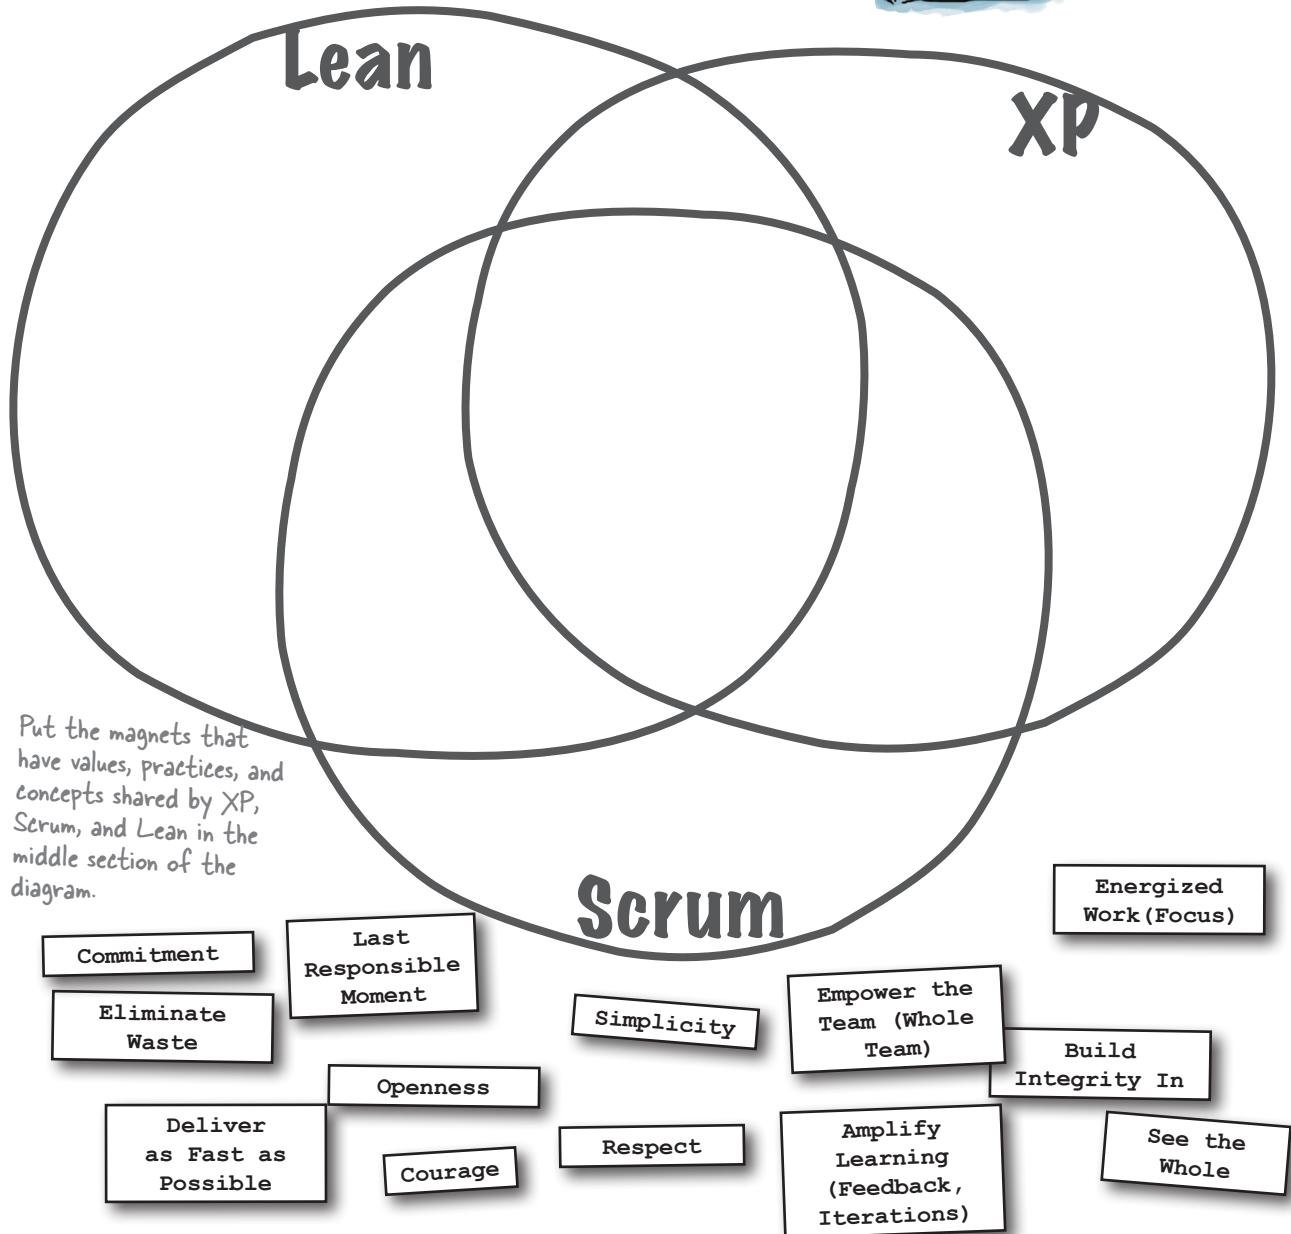 Lean
XP
Put the magnets that
have values, practices, and
concepts shared by XP,
Scrum, and Lean in the
middle section of the
diagram.
Scrum
Energized
Work(Focus)
Commitment
Last
Responsible
Moment
Eliminate
Waste
Simplicity
Empower the
Team (Whole
Team)
Build
Integrity In
Openness
Deliver
as Fast as
Possible
Courage
Respect
Amplify
Learning
(Feedback,
Iterations)
See the
Whole